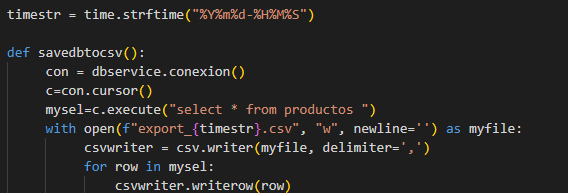 timestr = time.strftime("%Y%m%d-%H%M%S")
def savedbtocsv():
con = dbservice.conexion()
c=con.cursor()
mysel=c.execute("select * from productos ")
with open(f"export_{timestr}.csv", "w", newline='') as myfile:
csvwriter = csv.writer(myfile, delimiter=',')
for row in mysel:
csvwriter.writerow(row)